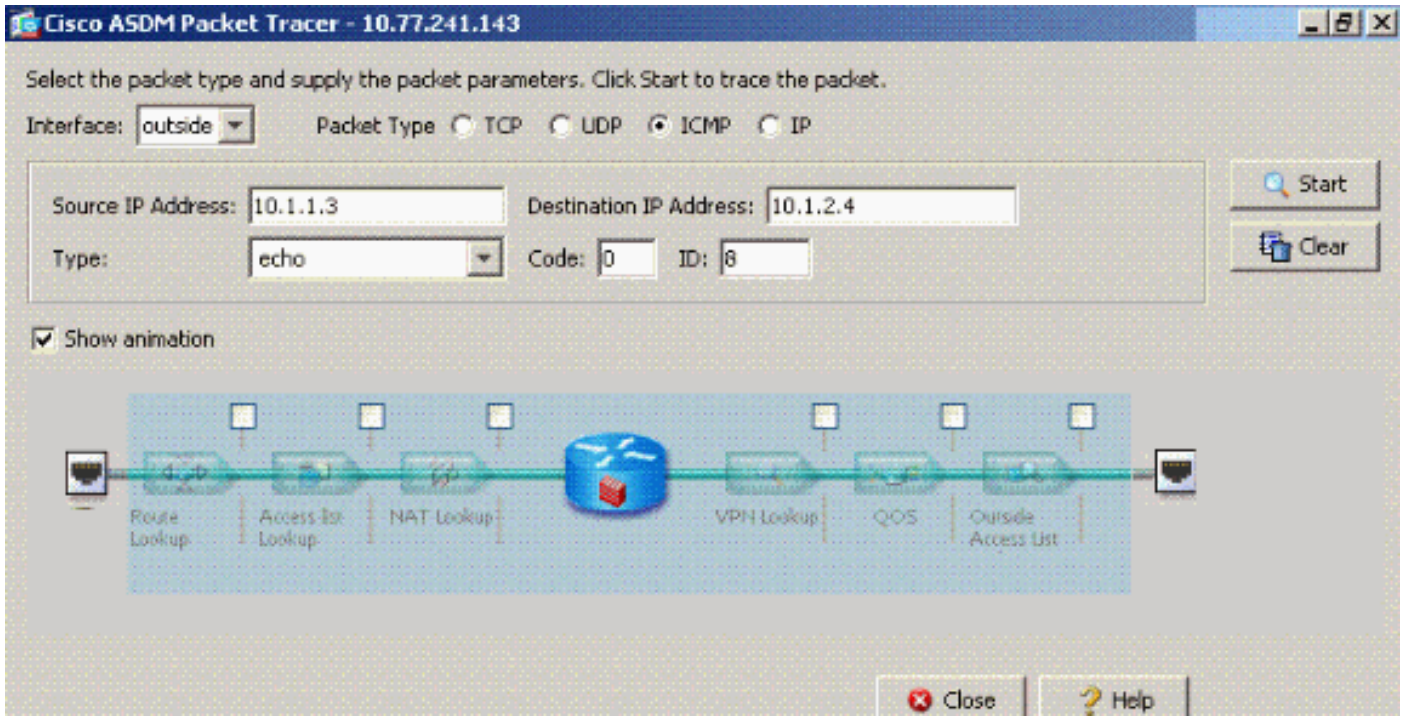 Cisco ASDM Packet Tracer - 10.77.241.143
Select the packet type and supply the packet parameters. Click Start to trace the packet.
Interface: outside Packet Type TCP UDP ICMP IP
Source IP Address: 10.1.1.3 Destination IP Address: 10.1.2.4 Start
Type: echo Code: 0 ID: 8 Clear
Show animation
Route Lookup
Access list Lookup
NAT Lookup
VPN Lookup
QOS
Outside Access List
Close Help